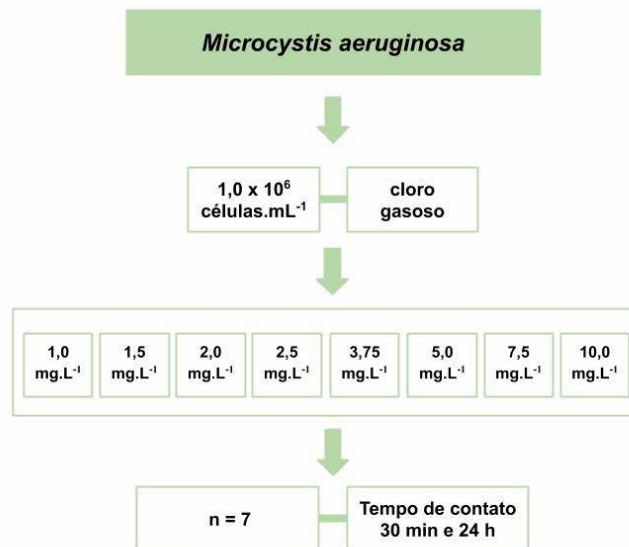 Microcystis aeruginosa
1,0 x 10⁶
células.mL⁻¹
cloro
gasoso
1,0
mg.L⁻¹
1,5
mg.L⁻¹
2,0
mg.L⁻¹
2,5
mg.L⁻¹
3,75
mg.L⁻¹
5,0
mg.L⁻¹
7,5
mg.L⁻¹
10,0
mg.L⁻¹
n = 7
Tempo de contato
30 min e 24 h